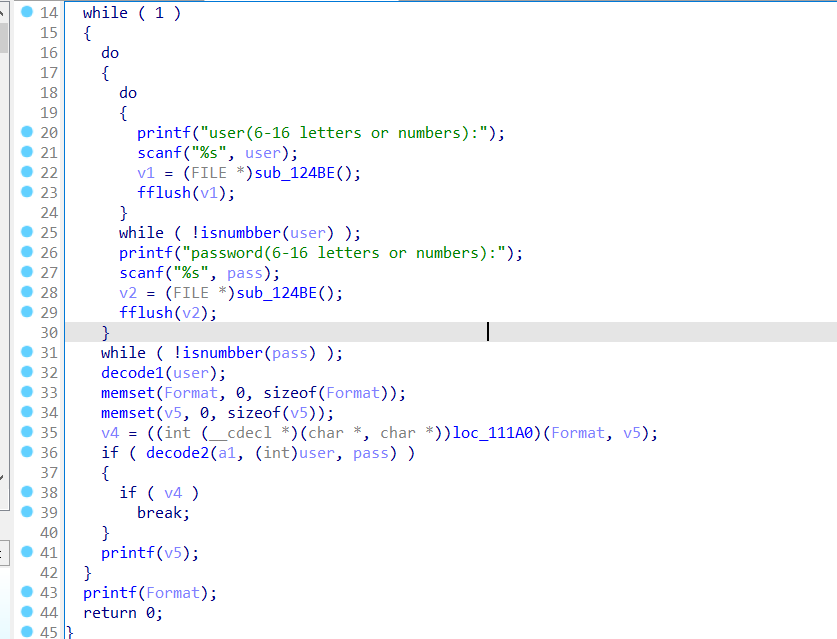 14 while ( 1 )
15 {
16 do
17 {
18 do
19 {
20 printf("user(6-16 letters or numbers):");
21 scanf("%s", user);
22 v1 = (FILE *)sub_124BE();
23 fflush(v1);
24 }
25 while ( !isnumbber(user) );
26 printf("password(6-16 letters or numbers):");
27 scanf("%s", pass);
28 v2 = (FILE *)sub_124BE();
29 fflush(v2);
30 }
31 while ( !isnumbber(pass) );
32 decode1(user);
33 memset(Format, 0, sizeof(Format));
34 memset(v5, 0, sizeof(v5));
35 v4 = ((int (__cdecl *)(char *, char *))loc_111A0)(Format, v5);
36 if ( decode2(a1, (int)user, pass) )
37 {
38 if ( v4 )
39 break;
40 }
41 printf(v5);
42 }
43 printf(Format);
44 return 0;
45 }